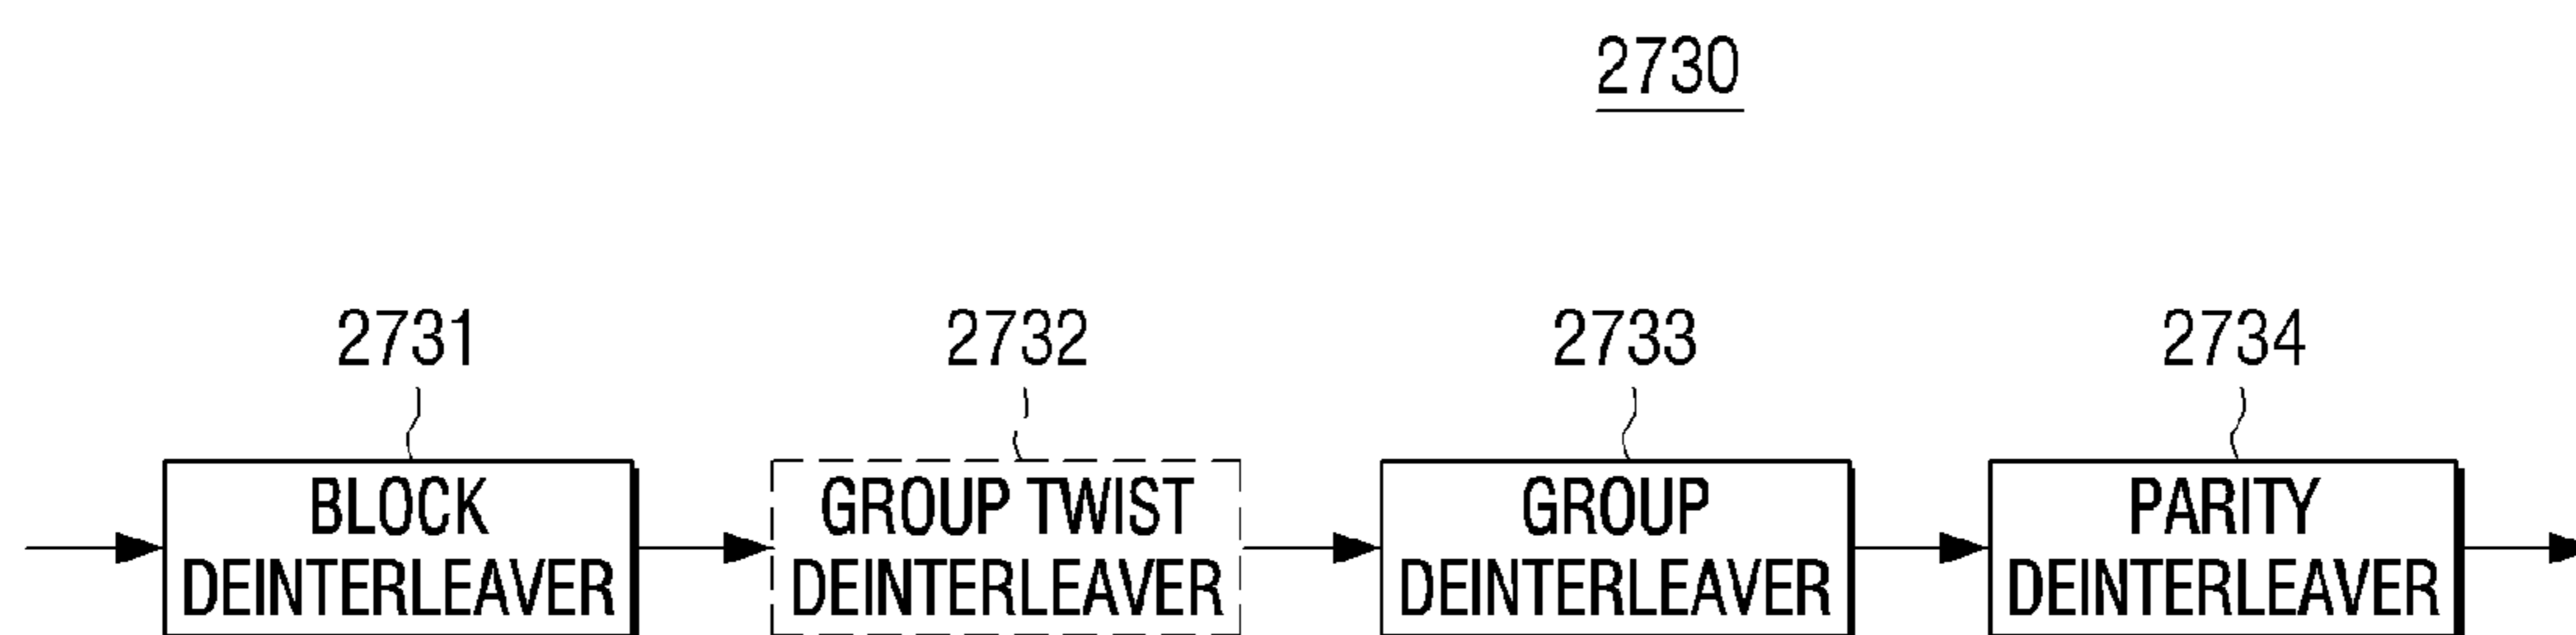 2730
2731 2732 2733 2734
BLOCK GROUP TWIST GROUP PARITY
DEINTERLEAVER DEINTERLEAVER DEINTERLEAVER DEINTERLEAVER